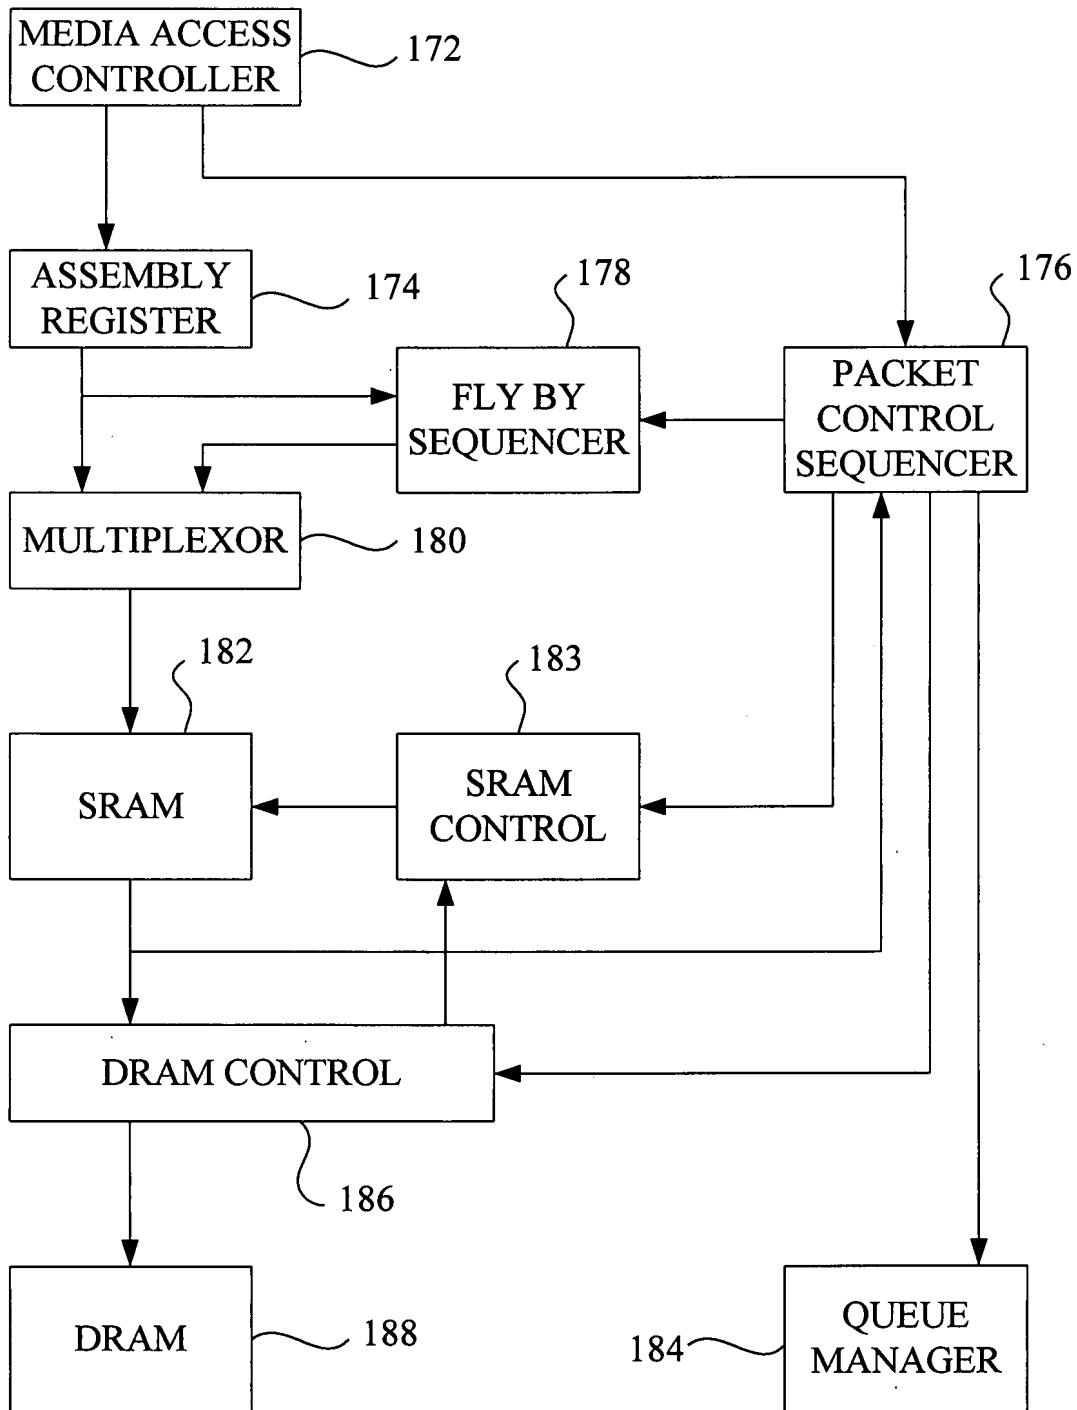 MEDIA ACCESS
CONTROLLER
172
ASSEMBLY
REGISTER
174
178
176
FLY BY
SEQUENCER
PACKET
CONTROL
SEQUENCER
MULTIPLEXOR
180
182
183
SRAM
SRAM
CONTROL
DRAM CONTROL
186
DRAM
188
184
QUEUE
MANAGER